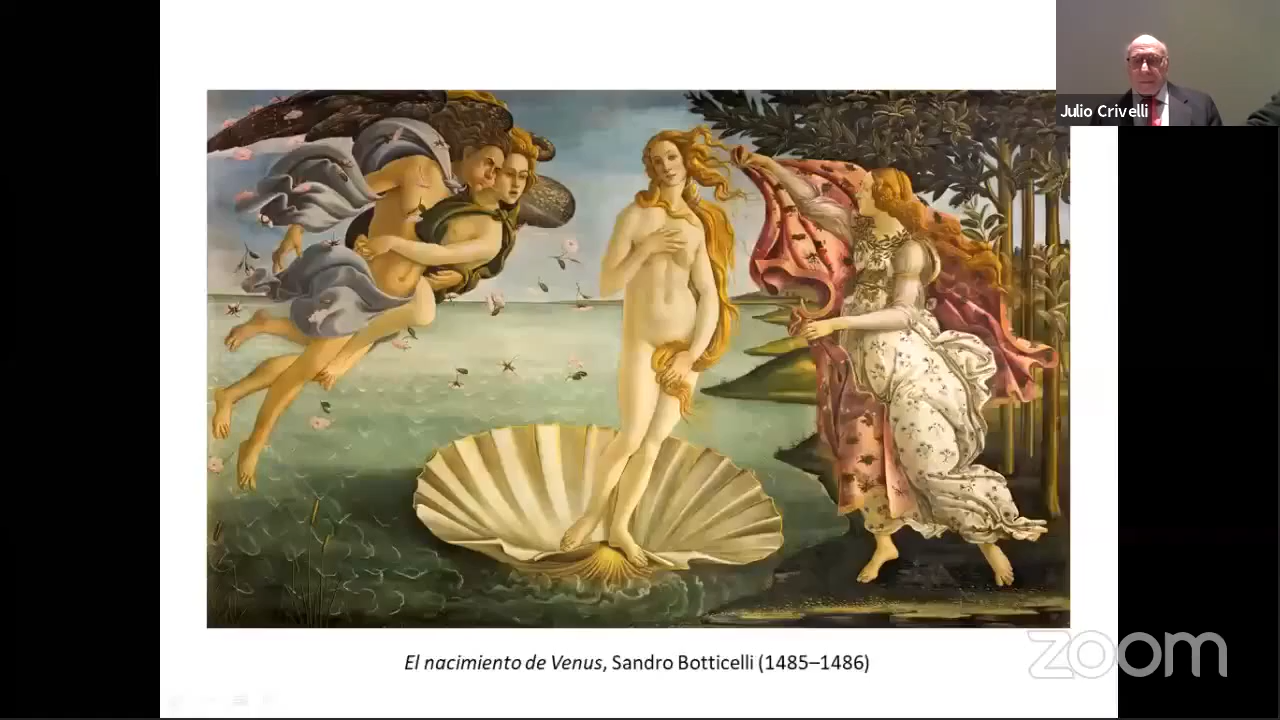 Julio Crivelli
El nacimiento de Venus, Sandro Botticelli (1485–1486)
zoom